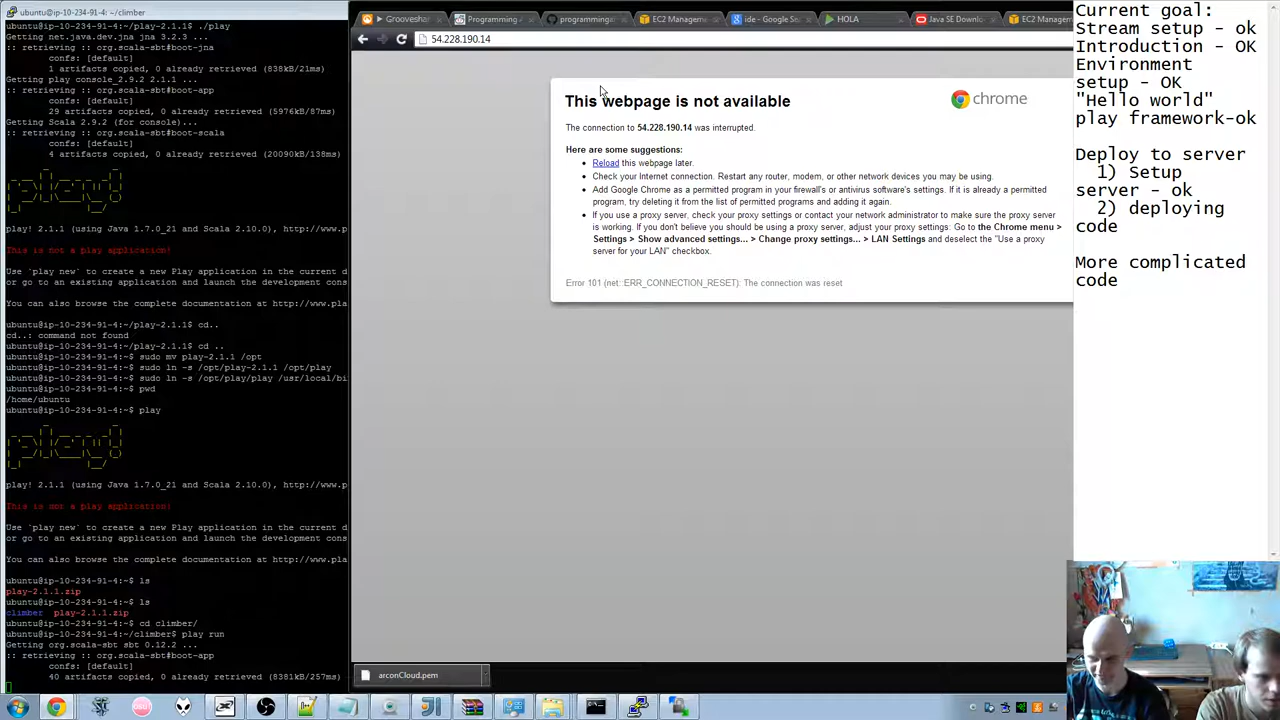 ubuntu@ip-10-234-91-4: ~/climber
ubuntu@ip-10-234-91-4:~/play-2.1.1$ ./play
Getting net.java.dev.jna jna 3.2.3 ...
:: retrieving :: org.scala-sbt#boot-jna
confs: [default]
1 artifacts copied, 0 already retrieved (838kB/21ms)
Getting play console_2.9.2 2.1.1 ...
:: retrieving :: org.scala-sbt#boot-app
confs: [default]
29 artifacts copied, 0 already retrieved (5976kB/87ms)
Getting Scala 2.9.2 (for console)...
:: retrieving :: org.scala-sbt#boot-scala
confs: [default]
4 artifacts copied, 0 already retrieved (20090kB/138ms)
play! 2.1.1 (using Java 1.7.0_21 and Scala 2.10.0), http://www.p
This is not a play application!
Use `play new` to create a new Play application in the current d
or go to an existing application and launch the development cons
You can also browse the complete documentation at http://www.pla
ubuntu@ip-10-234-91-4:~/play-2.1.1$ cd..
cd..: command not found
ubuntu@ip-10-234-91-4:~/play-2.1.1$ cd ..
ubuntu@ip-10-234-91-4:~$ sudo mv play-2.1.1 /opt
ubuntu@ip-10-234-91-4:~$ sudo ln -s /opt/play-2.1.1 /opt/play
ubuntu@ip-10-234-91-4:~$ sudo ln -s /opt/play/play /usr/local/bi
ubuntu@ip-10-234-91-4:~$ pwd
/home/ubuntu
ubuntu@ip-10-234-91-4:~$ play
play! 2.1.1 (using Java 1.7.0_21 and Scala 2.10.0), http://www.p
This is not a play application!
Use `play new` to create a new Play application in the current d
or go to an existing application and launch the development cons
You can also browse the complete documentation at http://www.pla
ubuntu@ip-10-234-91-4:~$ ls
play-2.1.1.zip
ubuntu@ip-10-234-91-4:~$ ls
climber play-2.1.1.zip
ubuntu@ip-10-234-91-4:~$ cd climber/
ubuntu@ip-10-234-91-4:~/climber$ play run
Getting org.scala-sbt sbt 0.12.2 ...
:: retrieving :: org.scala-sbt#boot-app
confs: [default]
40 artifacts copied, 0 already retrieved (8381kB/257ms)
Grooveshar
Programming
programming
EC2 Manageme
ide - Google Sea
HOLA
Java SE Downlo
EC2 Managem
54.228.190.14
This webpage is not available
chrome
The connection to 54.228.190.14 was interrupted.
Here are some suggestions:
Reload this webpage later.
Check your Internet connection. Restart any router, modem, or other network devices you may be using.
Add Google Chrome as a permitted program in your firewall's or antivirus software's settings. If it is already a permitted
program, try deleting it from the list of permitted programs and adding it again.
If you use a proxy server, check your proxy settings or contact your network administrator to make sure the proxy server
is working. If you don't believe you should be using a proxy server, adjust your proxy settings: Go to the Chrome menu >
Settings > Show advanced settings... > Change proxy settings... > LAN Settings and deselect the "Use a proxy
server for your LAN" checkbox.
Error 101 (net::ERR_CONNECTION_RESET): The connection was reset
arconCloud.pem
Current goal:
Stream setup - ok
Introduction - OK
Environment
setup - OK
"Hello world"
play framework-ok
Deploy to server
1) Setup
server - ok
2) deploying
code
More complicated
code